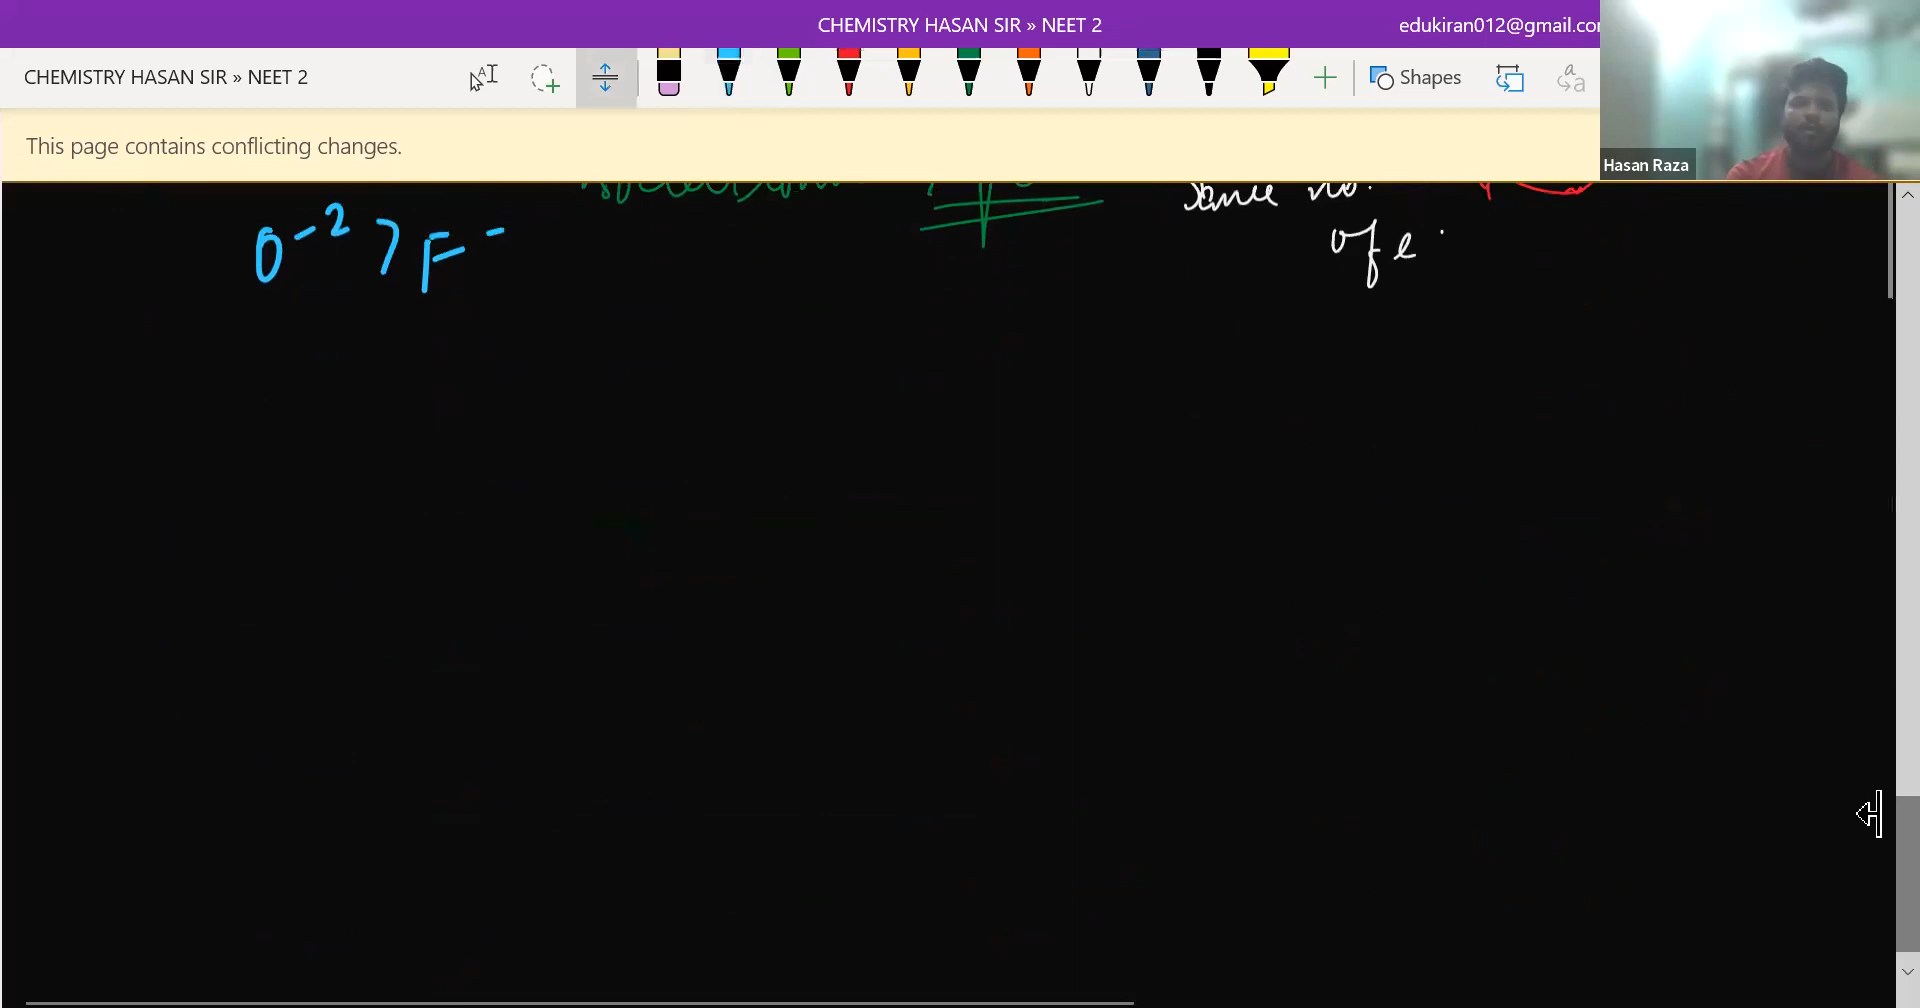 CHEMISTRY HASAN SIR » NEET 2
edukiran012@gmail.co
CHEMISTRY HASAN SIR » NEET 2
Shapes
Hasan Raza
This page contains conflicting changes.
same no.
O⁻² > F⁻
of e